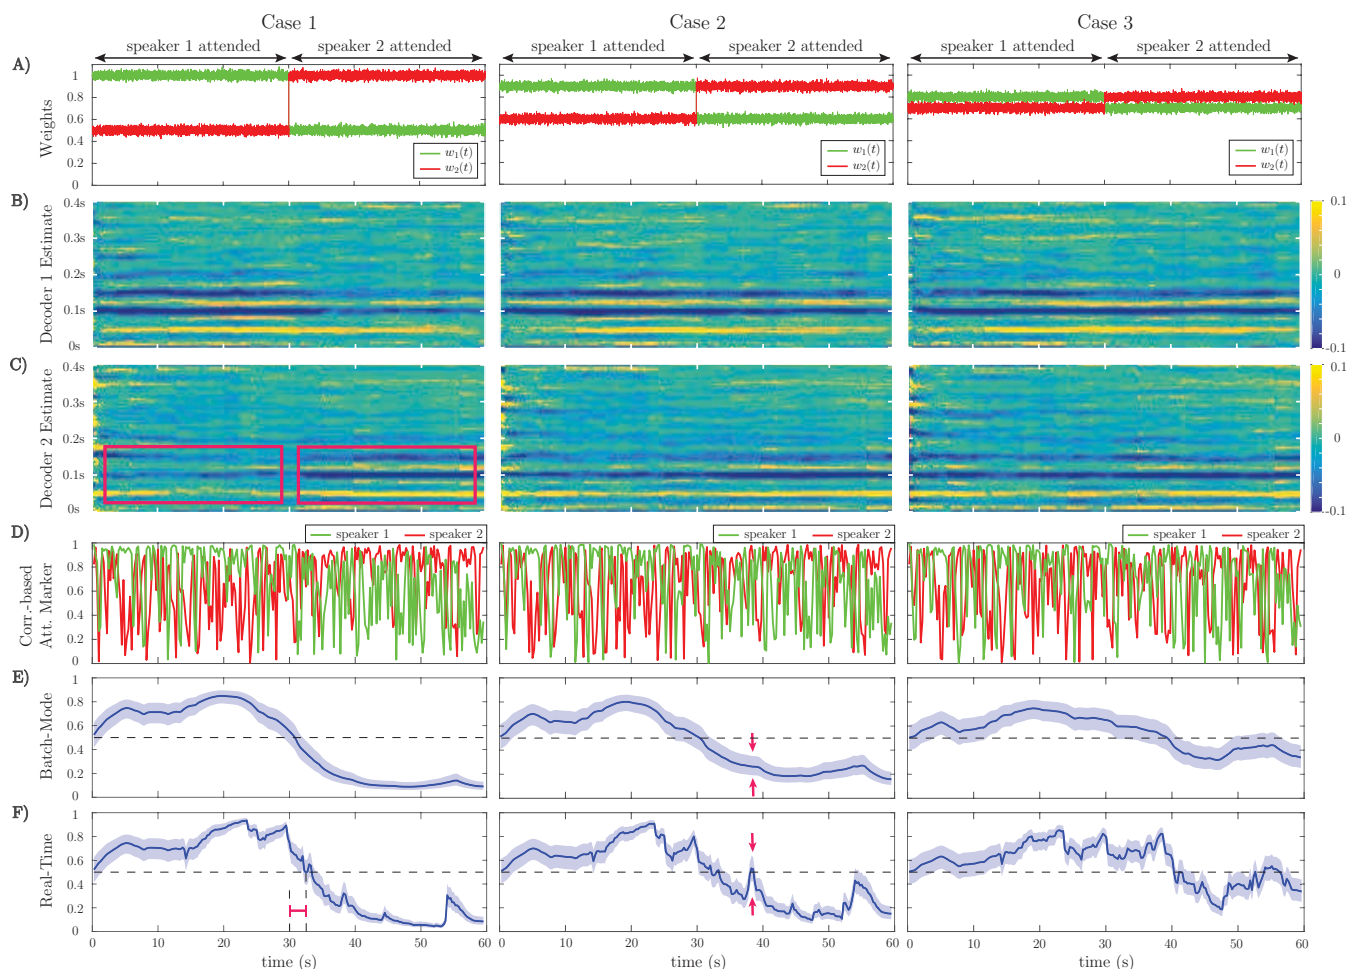 Case 1
Case 2
Case 3
speaker 1 attended
speaker 2 attended
speaker 1 attended
speaker 2 attended
speaker 1 attended
speaker 2 attended
A)
Weights
1
0.8
0.6
0.4
0.2
0
w1(t)
w2(t)
w1(t)
w2(t)
w1(t)
w2(t)
B)
Decoder 1 Estimate
0.4s
0.3s
0.2s
0.1s
0s
0.1
0
-0.1
C)
Decoder 2 Estimate
0.4s
0.3s
0.2s
0.1s
0s
0.1
0
-0.1
D)
Corr.-based
Att. Marker
1
0.8
0.6
0.4
0.2
speaker 1
speaker 2
speaker 1
speaker 2
speaker 1
speaker 2
E)
Batch-Mode
1
0.8
0.6
0.4
0.2
0
F)
Real-Time
1
0.8
0.6
0.4
0.2
0
0 10 20 30 40 50 60
0 10 20 30 40 50 60
0 10 20 30 40 50 60
time (s)
time (s)
time (s)